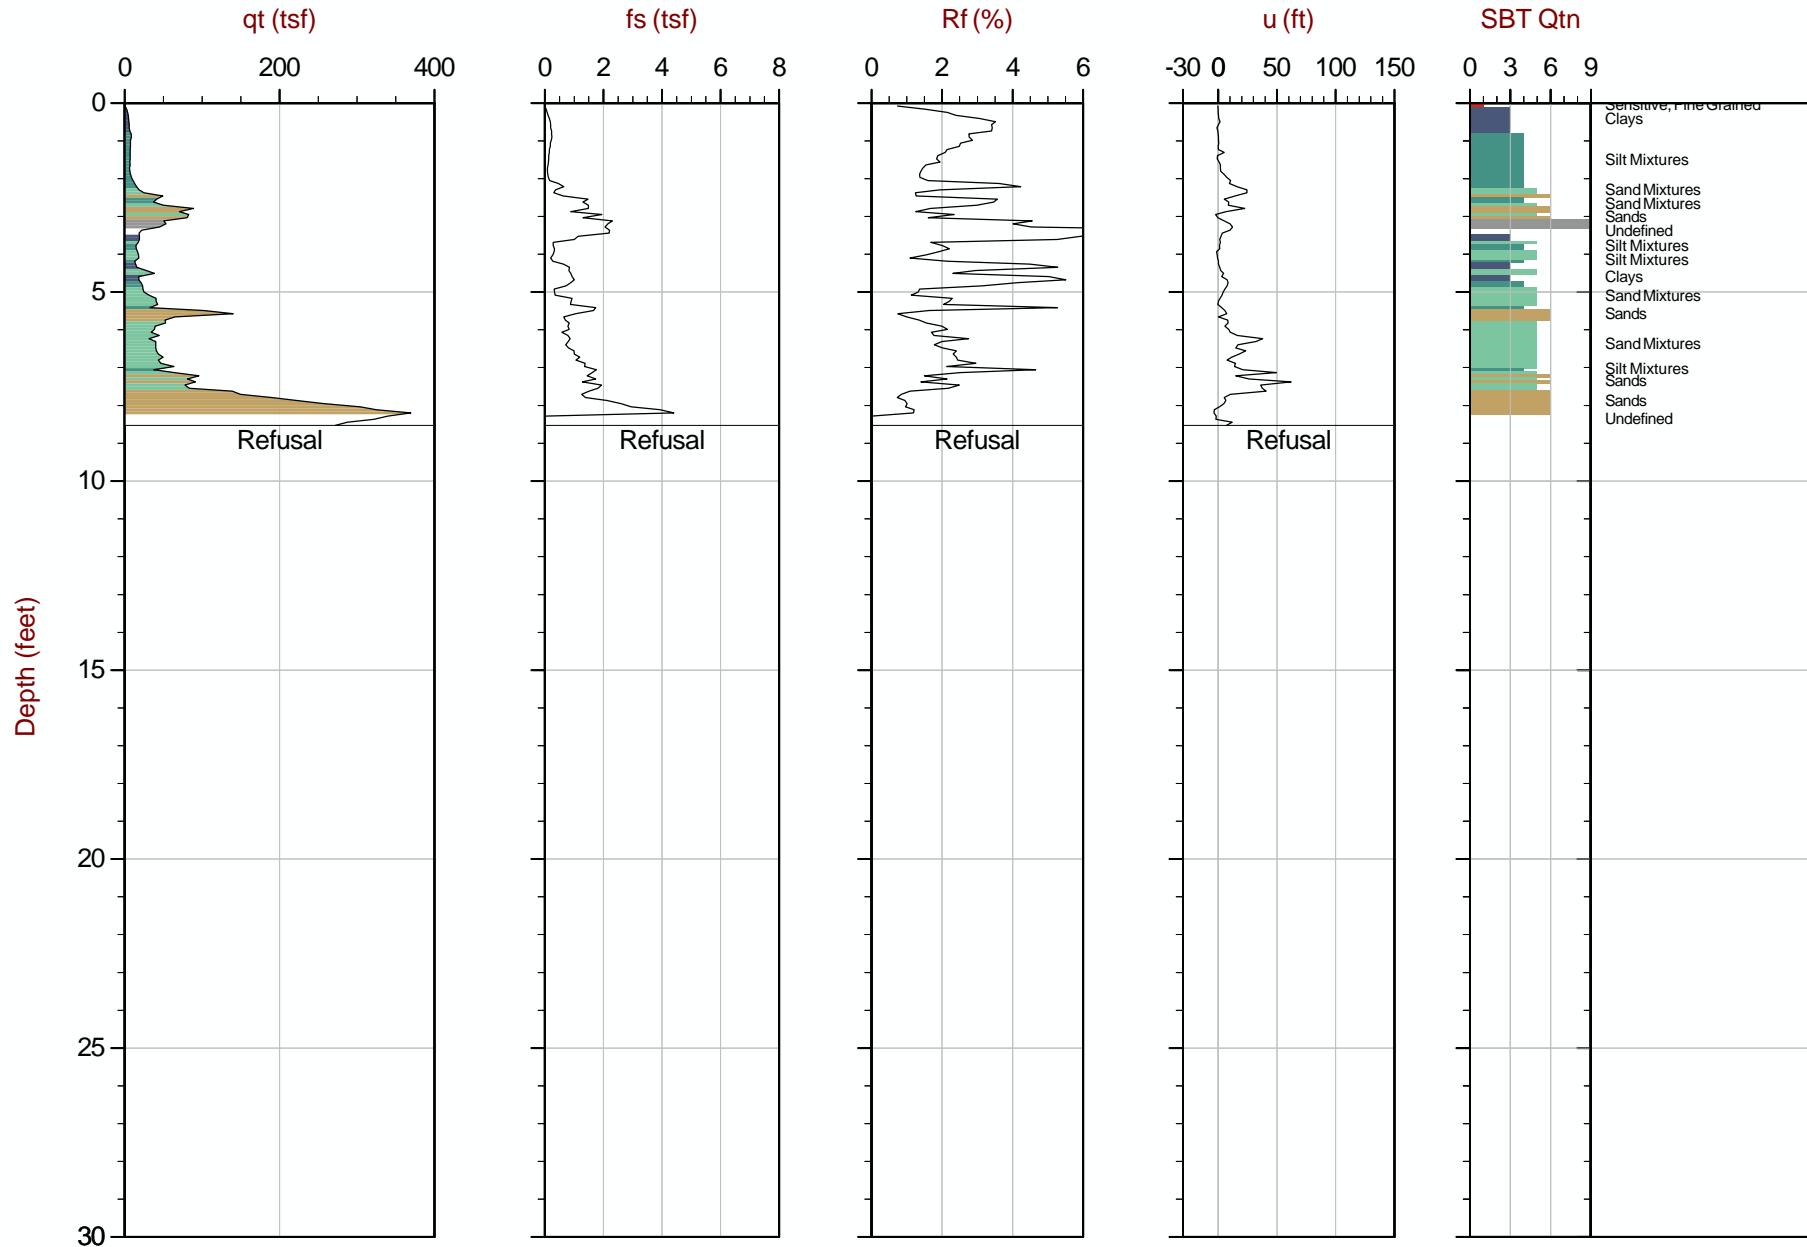 qt (tsf) fs (tsf) Rf (%) u (ft) SBT Qtn
0 200 400 0 2 4 6 8 0 2 4 6 -30 0 50 100 150 0 3 6 9
0
Sensitive, Fine Grained
Clays
Silt Mixtures
Sand Mixtures
Sand Mixtures
Sands
Undefined
Silt Mixtures
Silt Mixtures
Clays
5
Sand Mixtures
Sands
Sand Mixtures
Silt Mixtures
Sands
Sands
Undefined
Refusal Refusal Refusal Refusal
10
15
Depth (feet)
20
25
30